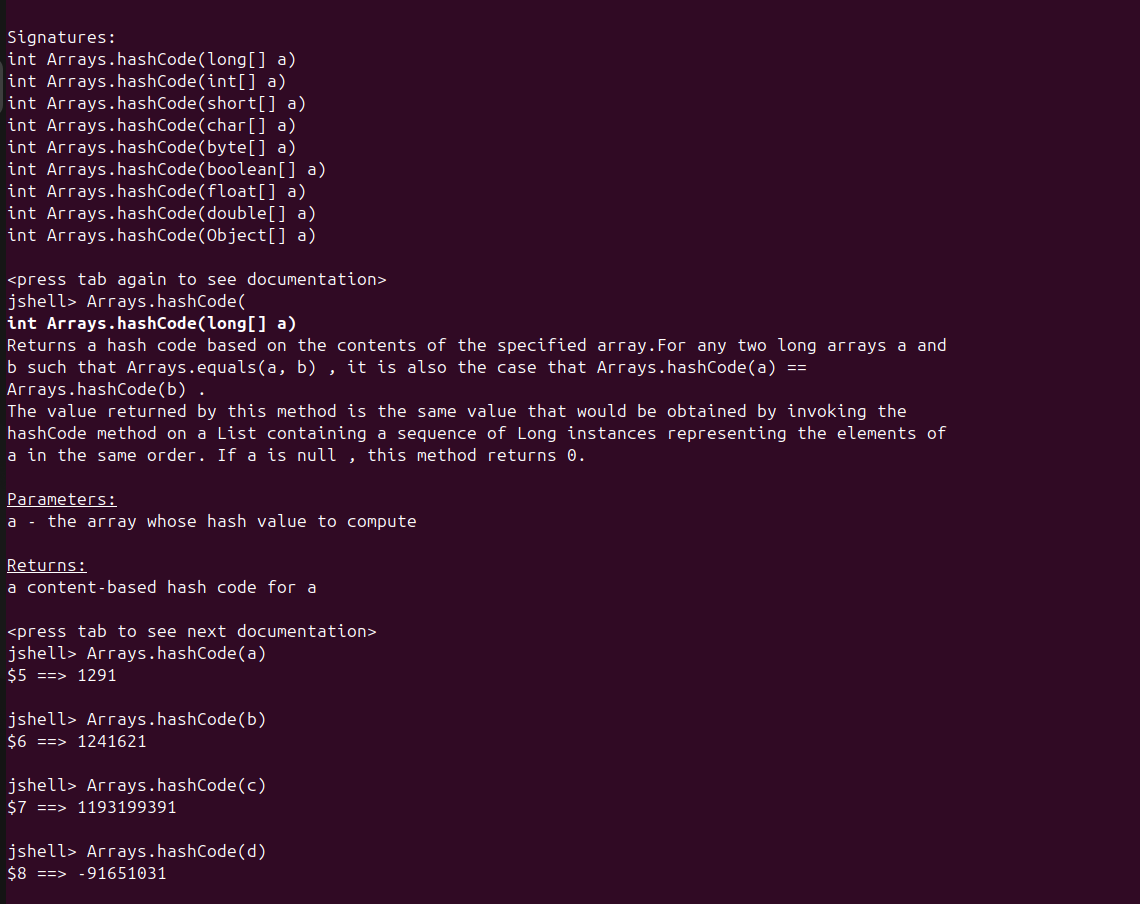 Signatures:
int Arrays.hashCode(long[] a)
int Arrays.hashCode(int[] a)
int Arrays.hashCode(short[] a)
int Arrays.hashCode(char[] a)
int Arrays.hashCode(byte[] a)
int Arrays.hashCode(boolean[] a)
int Arrays.hashCode(float[] a)
int Arrays.hashCode(double[] a)
int Arrays.hashCode(Object[] a)
<press tab again to see documentation>
jshell> Arrays.hashCode(
int Arrays.hashCode(long[] a)
Returns a hash code based on the contents of the specified array.For any two long arrays a and
b such that Arrays.equals(a, b) , it is also the case that Arrays.hashCode(a) ==
Arrays.hashCode(b) .
The value returned by this method is the same value that would be obtained by invoking the
hashCode method on a List containing a sequence of Long instances representing the elements of
a in the same order. If a is null , this method returns 0.
Parameters:
a - the array whose hash value to compute
Returns:
a content-based hash code for a
<press tab to see next documentation>
jshell> Arrays.hashCode(a)
$5 ==> 1291
jshell> Arrays.hashCode(b)
$6 ==> 1241621
jshell> Arrays.hashCode(c)
$7 ==> 1193199391
jshell> Arrays.hashCode(d)
$8 ==> -91651031